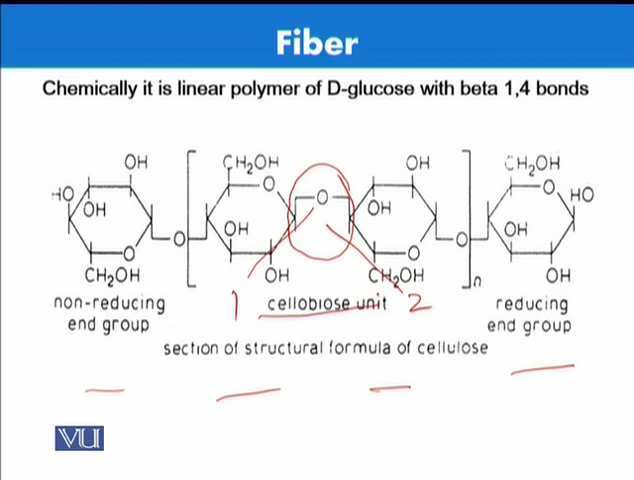 Fiber
Chemically it is linear polymer of D-glucose with beta 1,4 bonds
OH CH₂OH OH CH₂OH
HO OH O O OH O HO
OH OH
O O O O
CH₂OH OH CH₂OH n OH
1 2
non-reducing cellobiose unit reducing
end group end group
section of structural formula of cellulose
VU